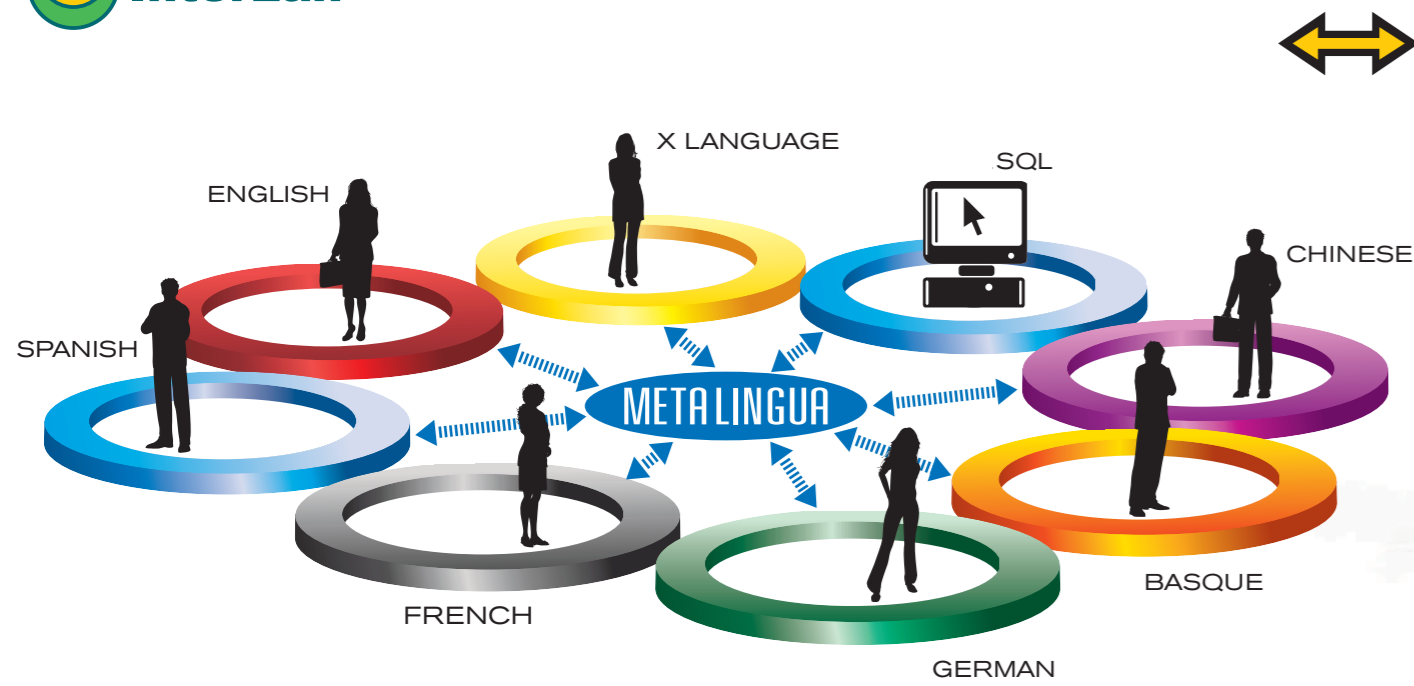 X LANGUAGE
SQL
ENGLISH
CHINESE
SPANISH
METALINGUA
BASQUE
FRENCH
GERMAN